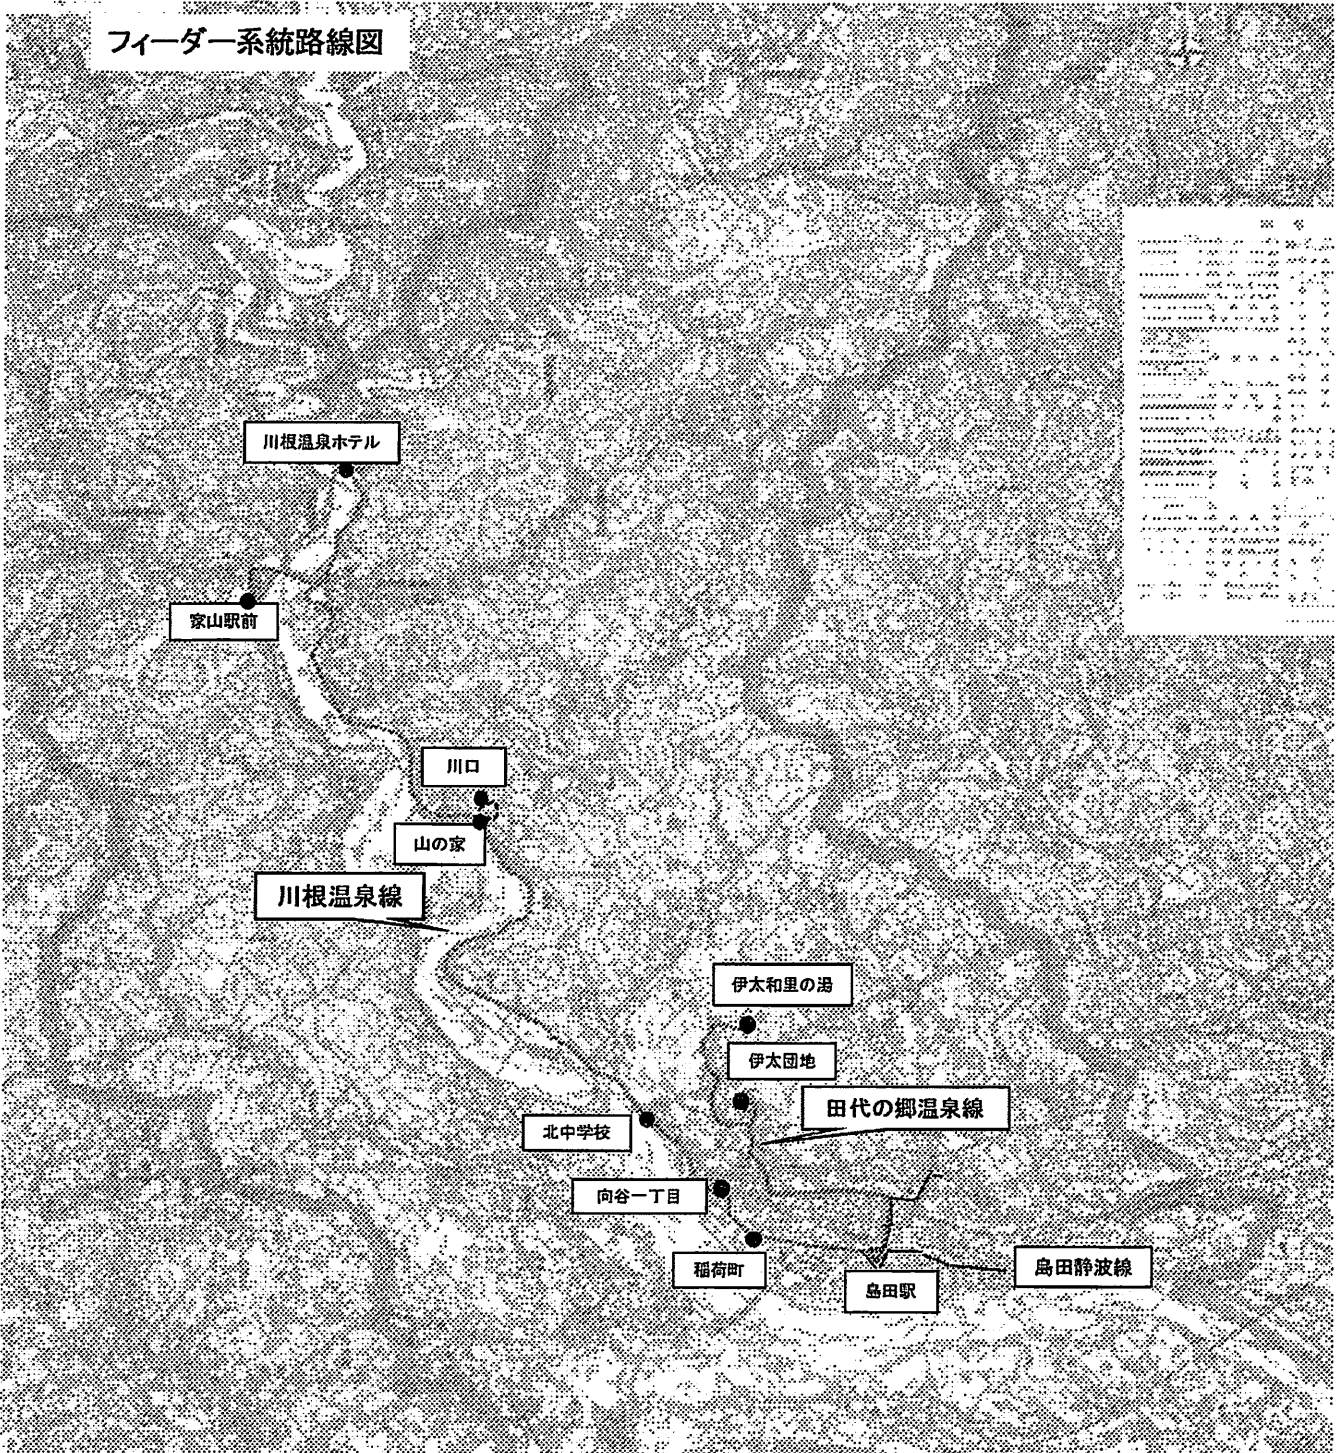 フィーダー系統路線図
川根温泉ホテル
家山駅前
川口
山の家
川根温泉線
伊太和里の湯
伊太団地
田代の郷温泉線
北中学校
向谷一丁目
稲荷町
島田駅
島田静波線